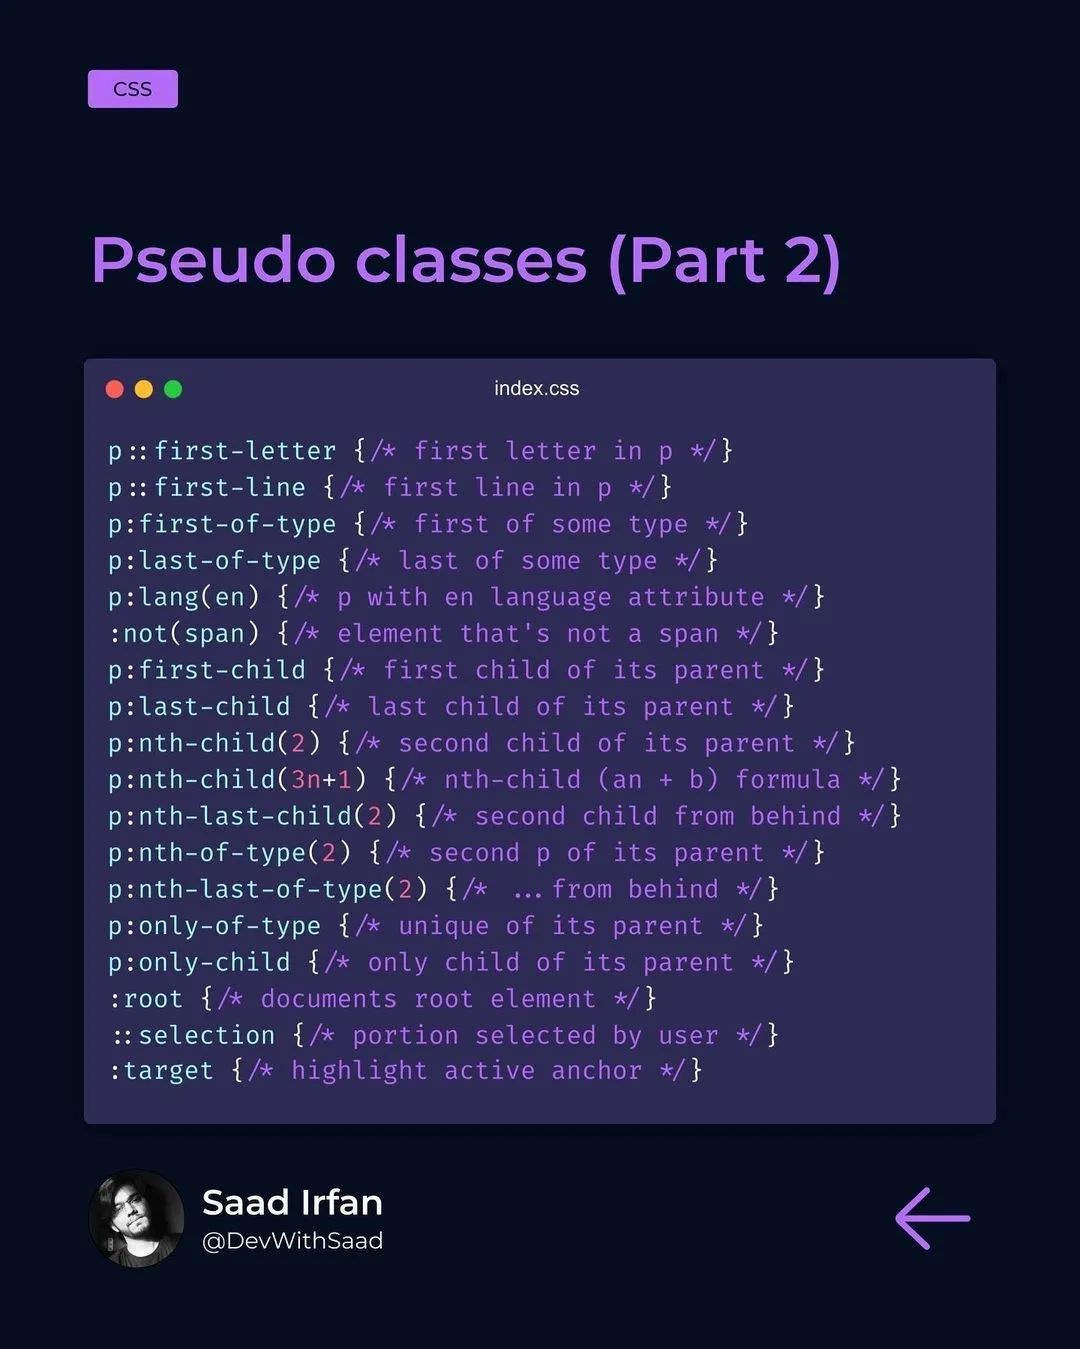 CSS
Pseudo classes (Part 2)
index.css
p::first-letter {/* first letter in p */}
p::first-line {/* first line in p */}
p:first-of-type {/* first of some type */}
p:last-of-type {/* last of some type */}
p:lang(en) {/* p with en language attribute */}
:not(span) {/* element that's not a span */}
p:first-child {/* first child of its parent */}
p:last-child {/* last child of its parent */}
p:nth-child(2) {/* second child of its parent */}
p:nth-child(3n+1) {/* nth-child (an + b) formula */}
p:nth-last-child(2) {/* second child from behind */}
p:nth-of-type(2) {/* second p of its parent */}
p:nth-last-of-type(2) {/* ...from behind */}
p:only-of-type {/* unique of its parent */}
p:only-child {/* only child of its parent */}
:root {/* documents root element */}
::selection {/* portion selected by user */}
:target {/* highlight active anchor */}
Saad Irfan
@DevWithSaad